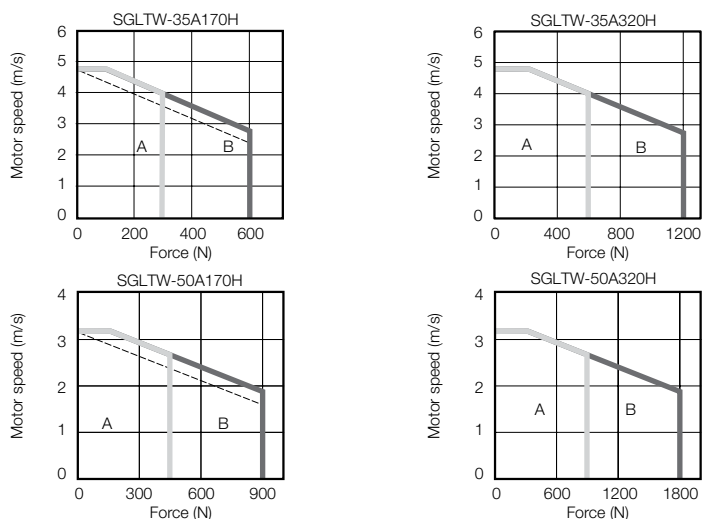 SGLTW-35A170H
Motor speed (m/s)
6
5
4
3
2
1
0
A
B
0 200 400 600
Force (N)
SGLTW-35A320H
Motor speed (m/s)
6
5
4
3
2
1
0
A
B
0 400 800 1200
Force (N)
SGLTW-50A170H
Motor speed (m/s)
4
3
2
1
0
A
B
0 300 600 900
Force (N)
SGLTW-50A320H
Motor speed (m/s)
4
3
2
1
0
A
B
0 600 1200 1800
Force (N)